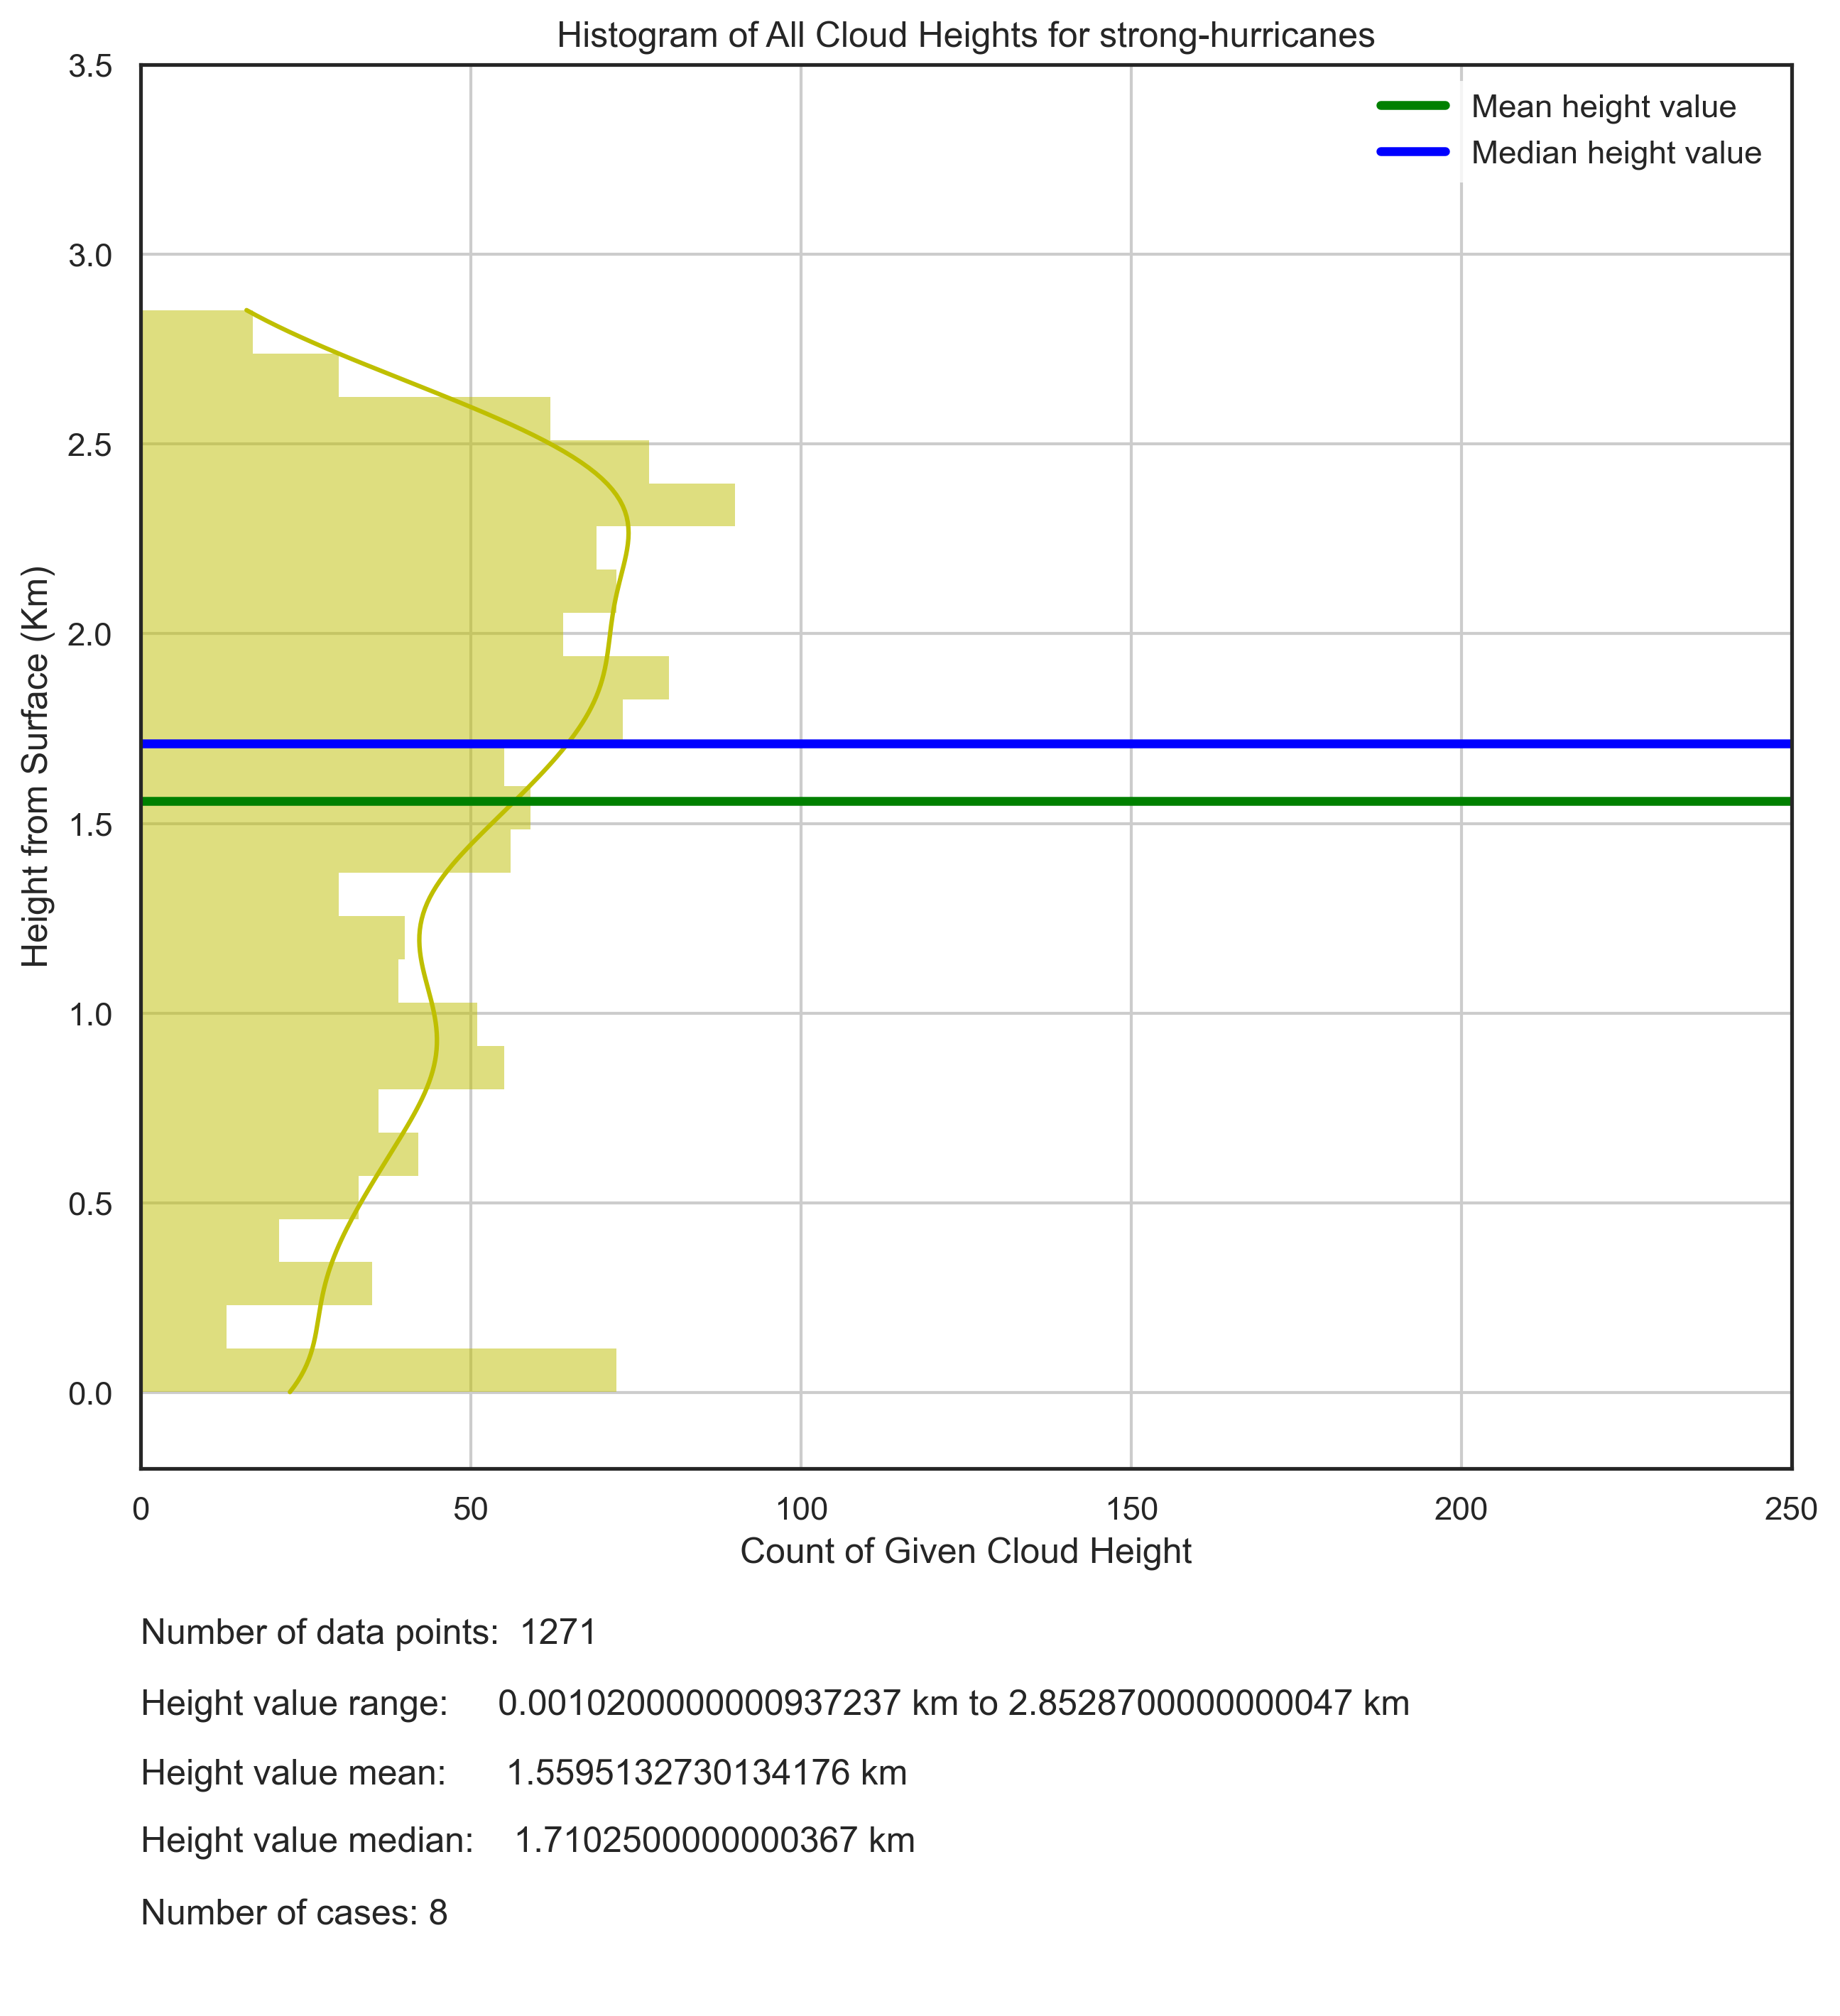 Histogram of All Cloud Heights for strong-hurricanes
3.5
3.0
2.5
2.0
1.5
1.0
0.5
0.0
Height from Surface (Km)
Mean height value
Median height value
0 50 100 150 200 250
Count of Given Cloud Height
Number of data points: 1271
Height value range: 0.0010200000000937237 km to 2.8528700000000047 km
Height value mean: 1.5595132730134176 km
Height value median: 1.7102500000000367 km
Number of cases: 8